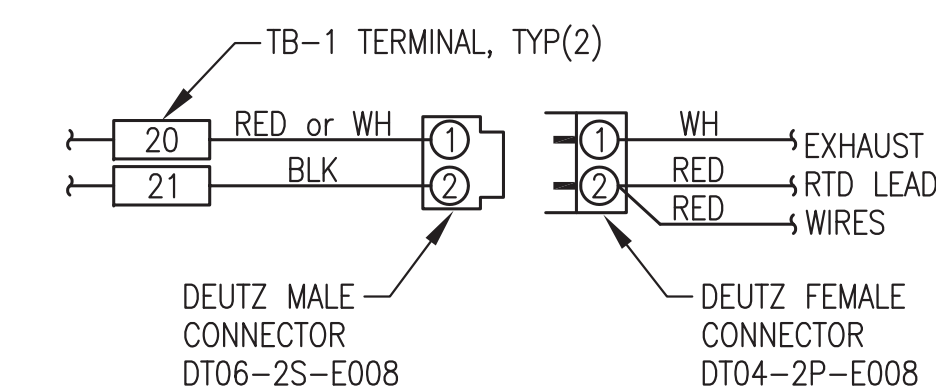 TB-1 TERMINAL, TYP(2)
20 RED or WH 1
21 BLK 2
1 WH EXHAUST
2 RED RTD LEAD
RED WIRES
DEUTZ MALE
CONNECTOR
DT06-2S-E008
DEUTZ FEMALE
CONNECTOR
DT04-2P-E008